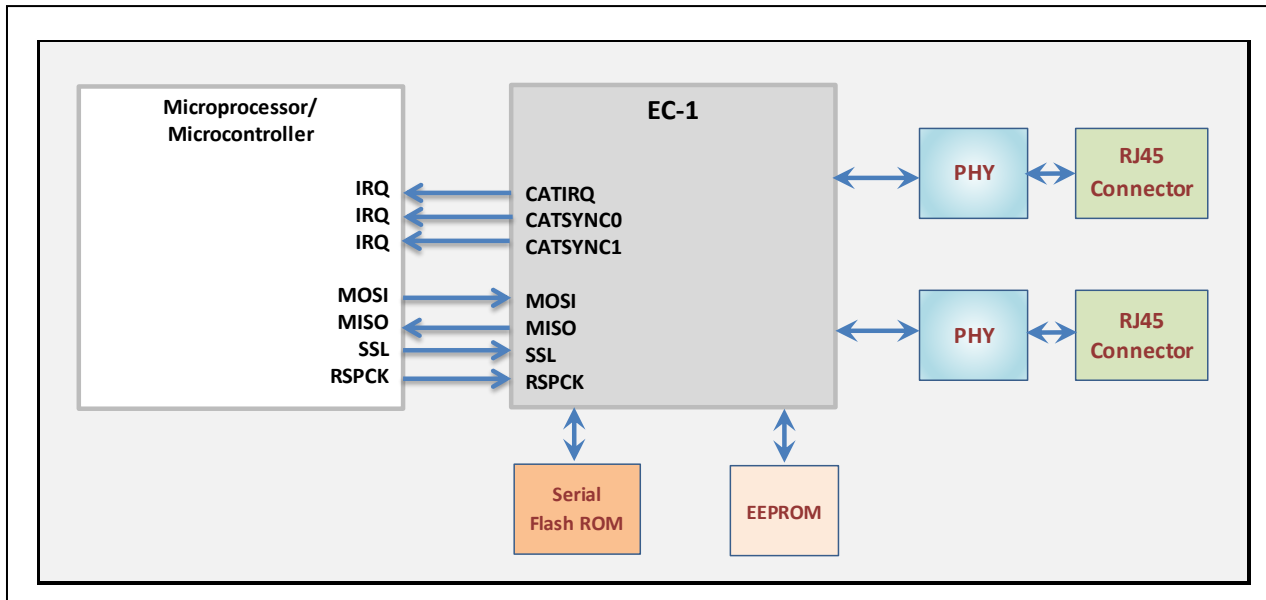 Microprocessor/
Microcontroller
IRQ
IRQ
IRQ
MOSI
MISO
SSL
RSPCK
EC-1
CATIRQ
CATSYNC0
CATSYNC1
MOSI
MISO
SSL
RSPCK
PHY
RJ45
Connector
PHY
RJ45
Connector
Serial
Flash ROM
EEPROM